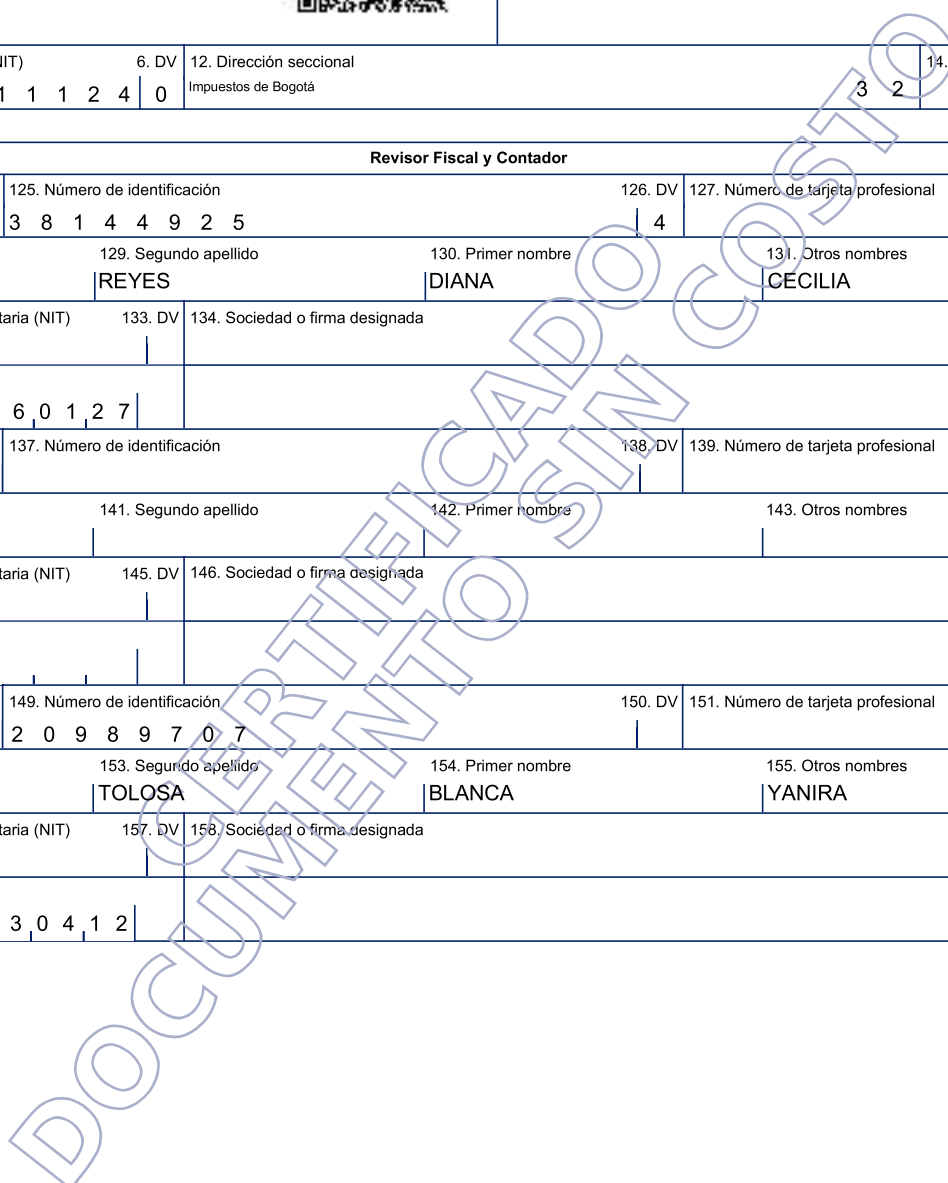 NIT) 6. DV 12. Dirección seccional 14.
1 1 1 2 4 0 Impuestos de Bogotá 3 2
Revisor Fiscal y Contador
125. Número de identificación 126. DV 127. Número de tarjeta profesional
3 8 1 4 4 9 2 5 4
129. Segundo apellido 130. Primer nombre 131. Otros nombres
REYES DIANA CECILIA
taria (NIT) 133. DV 134. Sociedad o firma designada
6 0 1 2 7
137. Número de identificación 138. DV 139. Número de tarjeta profesional
141. Segundo apellido 142. Primer nombre 143. Otros nombres
taria (NIT) 145. DV 146. Sociedad o firma designada
149. Número de identificación 150. DV 151. Número de tarjeta profesional
2 0 9 8 9 7 0 7
153. Segundo apellido 154. Primer nombre 155. Otros nombres
TOLOSA BLANCA YANIRA
taria (NIT) 157. DV 158. Sociedad o firma designada
3 0 4 1 2
CERTIFICADO
DOCUMENTO SIN COSTO